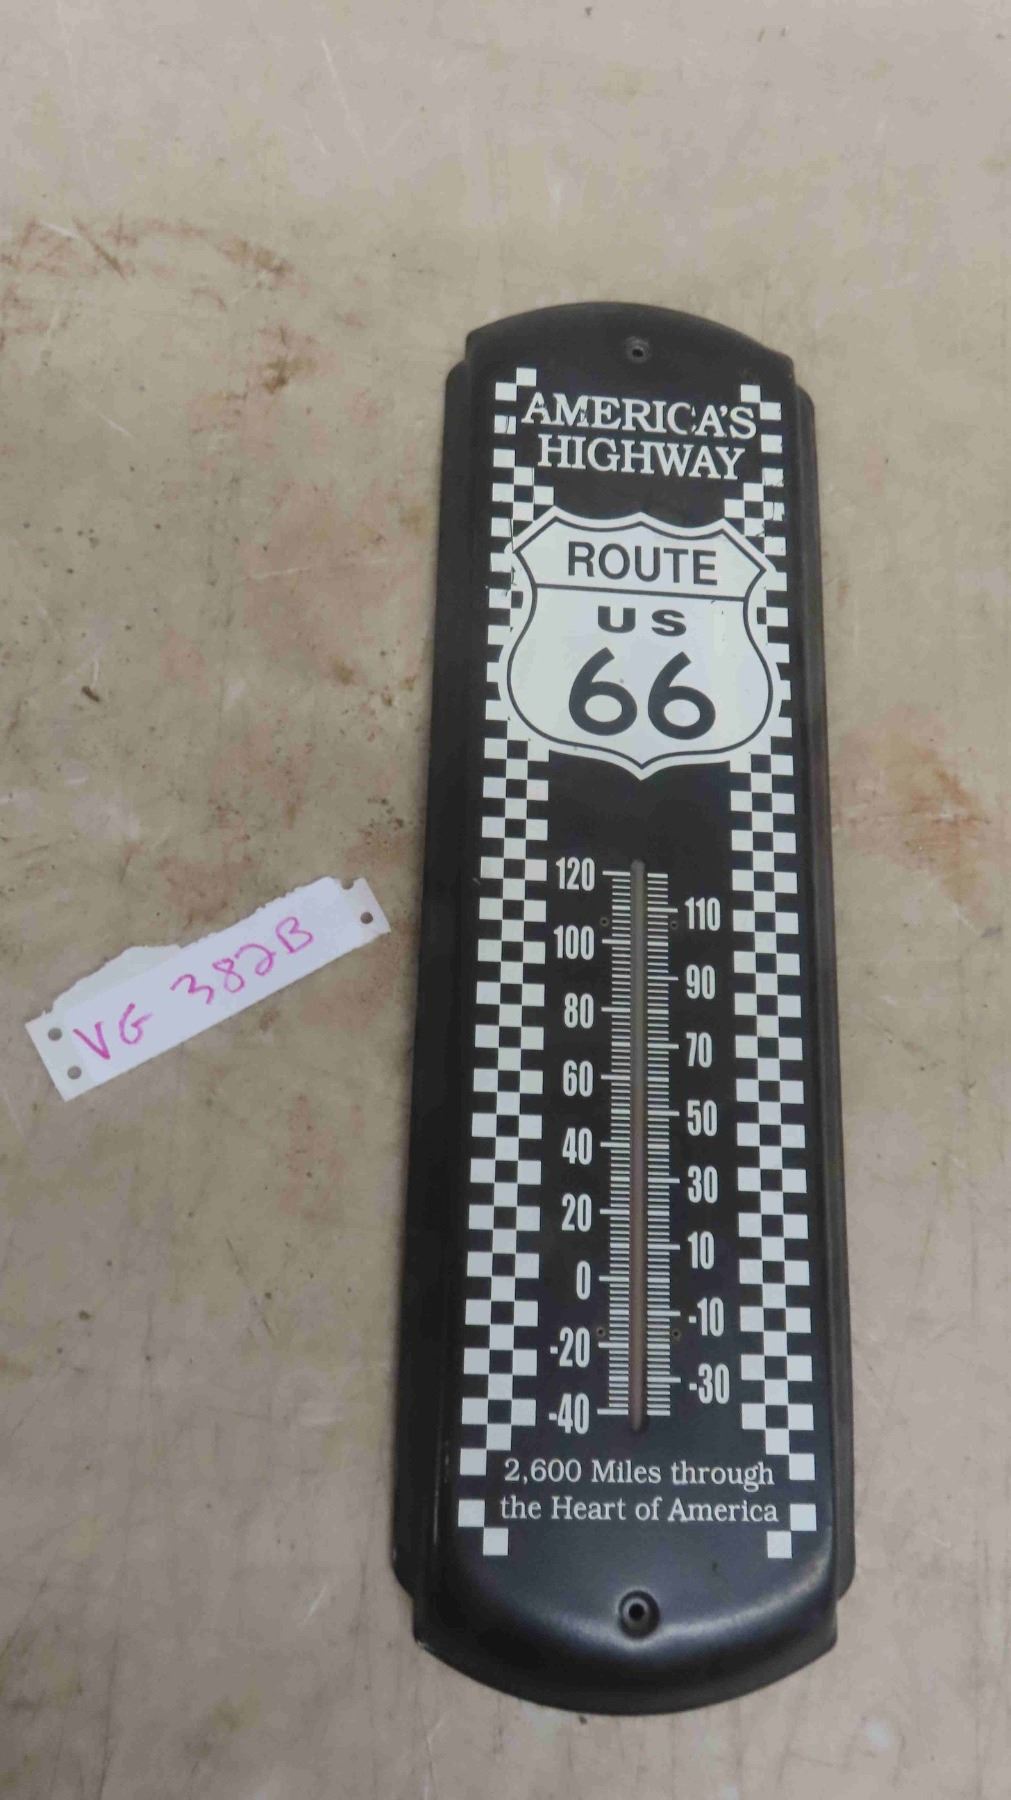 AMERICA'S
HIGHWAY
ROUTE
US
66
120
110
100
90
80
70
60
50
40
30
20
10
0
-10
-20
-30
-40
2,600 Miles through
the Heart of America
VG 382B